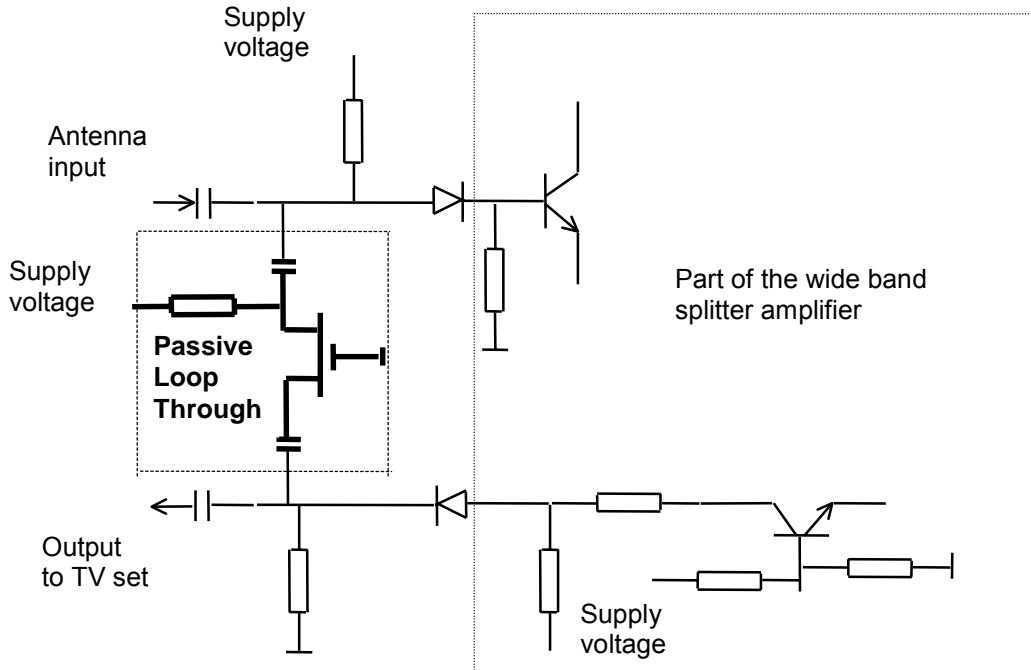 Supply
voltage
Antenna
input
Supply
voltage
Passive
Loop
Through
Part of the wide band
splitter amplifier
Output
to TV set
Supply
voltage